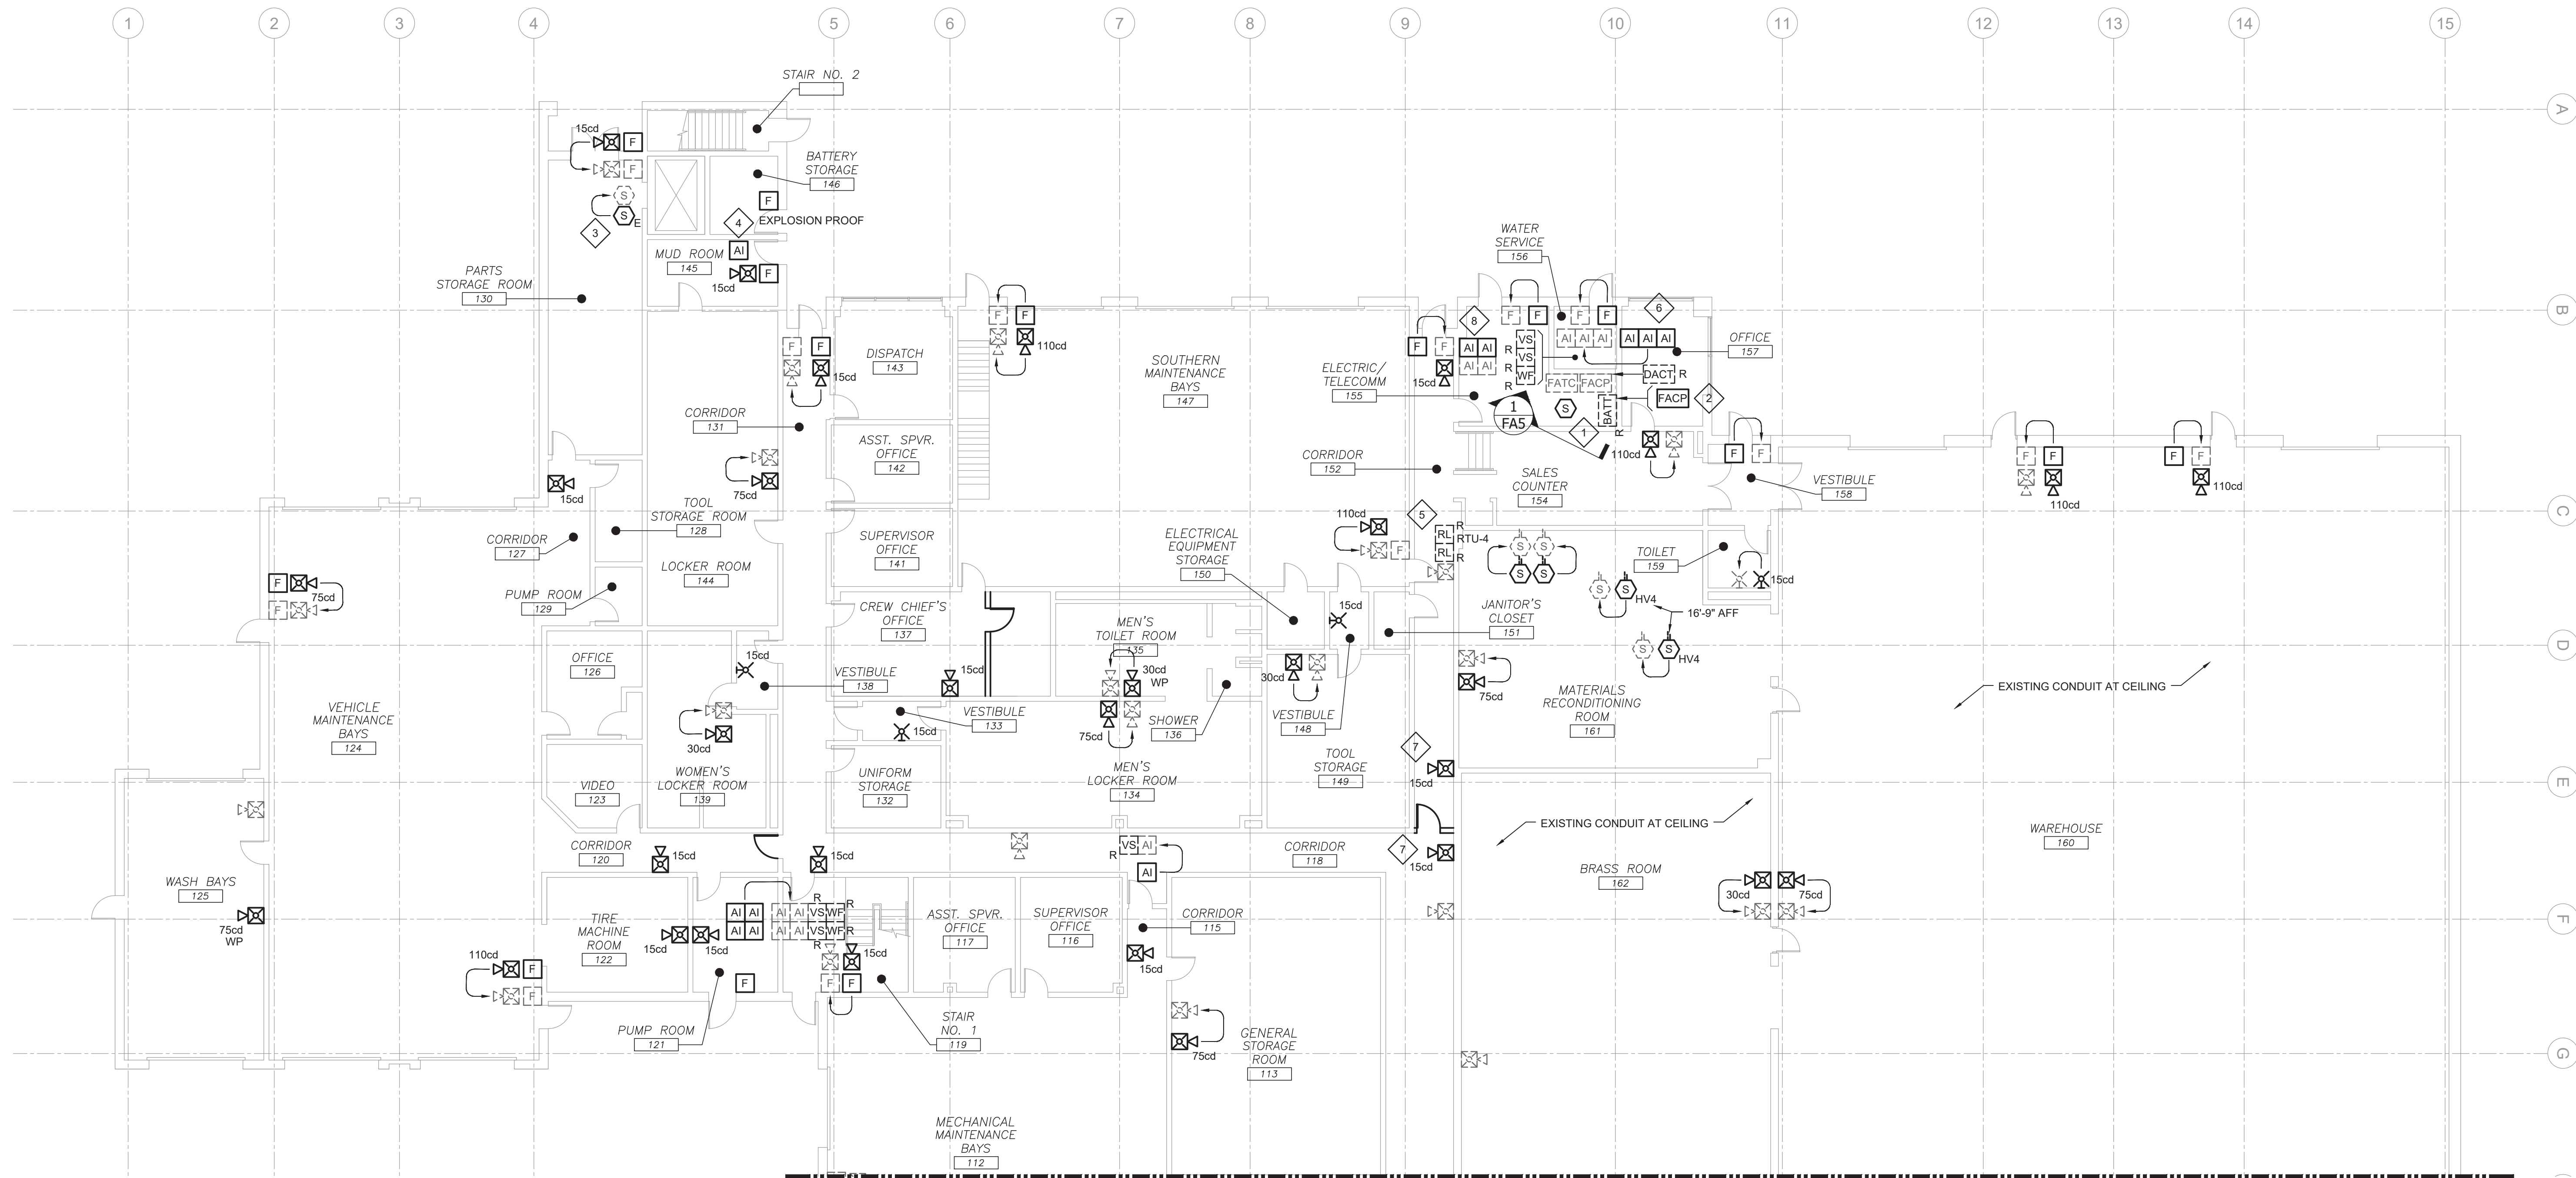 1 2 3 4 5 6 7 8 9 10 11 12 13 14 15
A
B
C
D
E
F
G
STAIR NO. 2
15cd
F
F
S
S
E
3
BATTERY
STORAGE
146
F
4
EXPLOSION PROOF
AI
MUD ROOM
145
15cd
F
PARTS
STORAGE ROOM
130
F F
15cd
DISPATCH
143
F F
110cd
SOUTHERN
MAINTENANCE
BAYS
147
WATER
SERVICE
156
8
F F
F F
6
F F
15cd
AI AI
AI AI
R VS
R VS
R WF
AI AI AI
AI AI AI
OFFICE
157
ELECTRIC/
TELECOMM
155
FATC FACP
DACT R
FACP
2
BATT
R
S
1
FA5
1
110cd
CORRIDOR
131
75cd
ASST. SPVR.
OFFICE
142
CORRIDOR
152
SALES
COUNTER
154
F F
VESTIBULE
158
F F
110cd
F F
110cd
15cd
TOOL
STORAGE ROOM
128
CORRIDOR
127
LOCKER ROOM
144
SUPERVISOR
OFFICE
141
ELECTRICAL
EQUIPMENT
STORAGE
150
110cd
F
5
RL R
RTU-4
RL R
S S
S S
TOILET
159
15cd
S S
HV4
16'-9" AFF
S S
HV4
F
75cd
F
PUMP ROOM
129
CREW CHIEF'S
OFFICE
137
MEN'S
TOILET ROOM
135
15cd
JANITOR'S
CLOSET
151
OFFICE
126
15cd
VESTIBULE
138
15cd
30cd
WP
30cd
75cd
MATERIALS
RECONDITIONING
ROOM
161
EXISTING CONDUIT AT CEILING
VEHICLE
MAINTENANCE
BAYS
124
30cd
VESTIBULE
133
15cd
75cd
SHOWER
136
VESTIBULE
148
7
15cd
VIDEO
123
WOMEN'S
LOCKER ROOM
139
UNIFORM
STORAGE
132
MEN'S
LOCKER ROOM
134
TOOL
STORAGE
149
EXISTING CONDUIT AT CEILING
WAREHOUSE
160
CORRIDOR
120
15cd
15cd
VS AI
R
AI
CORRIDOR
118
7
15cd
BRASS ROOM
162
30cd
75cd
WASH BAYS
125
75cd
WP
TIRE
MACHINE
ROOM
122
AI AI
AI AI
R
AI AI VS WF R
AI AI VS WF R
R
15cd
15cd
15cd
ASST. SPVR.
OFFICE
117
SUPERVISOR
OFFICE
116
CORRIDOR
115
15cd
110cd
F
F
F
F F
PUMP ROOM
121
STAIR
NO. 1
119
75cd
GENERAL
STORAGE
ROOM
113
MECHANICAL
MAINTENANCE
BAYS
112